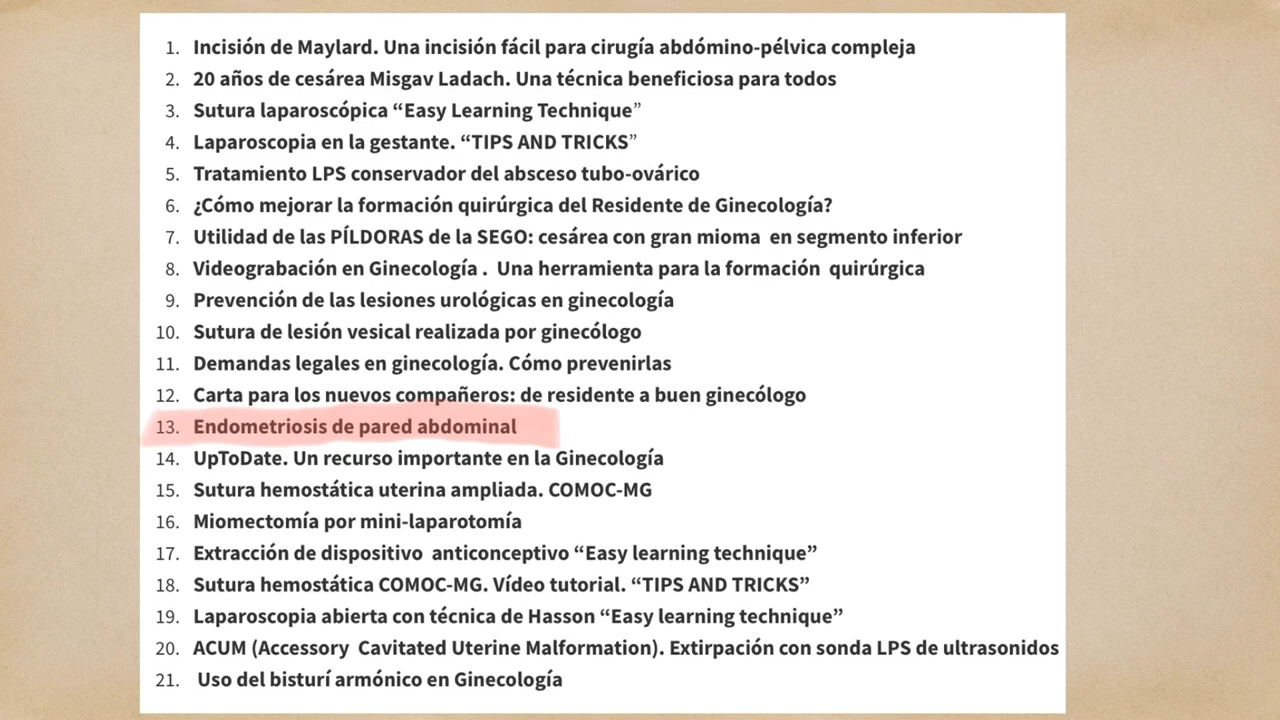 1. Incisión de Maylard. Una incisión fácil para cirugía abdómino-pélvica compleja
2. 20 años de cesárea Misgav Ladach. Una técnica beneficiosa para todos
3. Sutura laparoscópica “Easy Learning Technique”
4. Laparoscopia en la gestante. “TIPS AND TRICKS”
5. Tratamiento LPS conservador del absceso tubo-ovárico
6. ¿Cómo mejorar la formación quirúrgica del Residente de Ginecología?
7. Utilidad de las PÍLDORAS de la SEGO: cesárea con gran mioma en segmento inferior
8. Videograbación en Ginecología . Una herramienta para la formación quirúrgica
9. Prevención de las lesiones urológicas en ginecología
10. Sutura de lesión vesical realizada por ginecólogo
11. Demandas legales en ginecología. Cómo prevenirlas
12. Carta para los nuevos compañeros: de residente a buen ginecólogo
13. Endometriosis de pared abdominal
14. UpToDate. Un recurso importante en la Ginecología
15. Sutura hemostática uterina ampliada. COMOC-MG
16. Miomectomía por mini-laparotomía
17. Extracción de dispositivo anticonceptivo “Easy learning technique”
18. Sutura hemostática COMOC-MG. Vídeo tutorial. “TIPS AND TRICKS”
19. Laparoscopia abierta con técnica de Hasson “Easy learning technique”
20. ACUM (Accessory Cavitated Uterine Malformation). Extirpación con sonda LPS de ultrasonidos
21. Uso del bisturí armónico en Ginecología